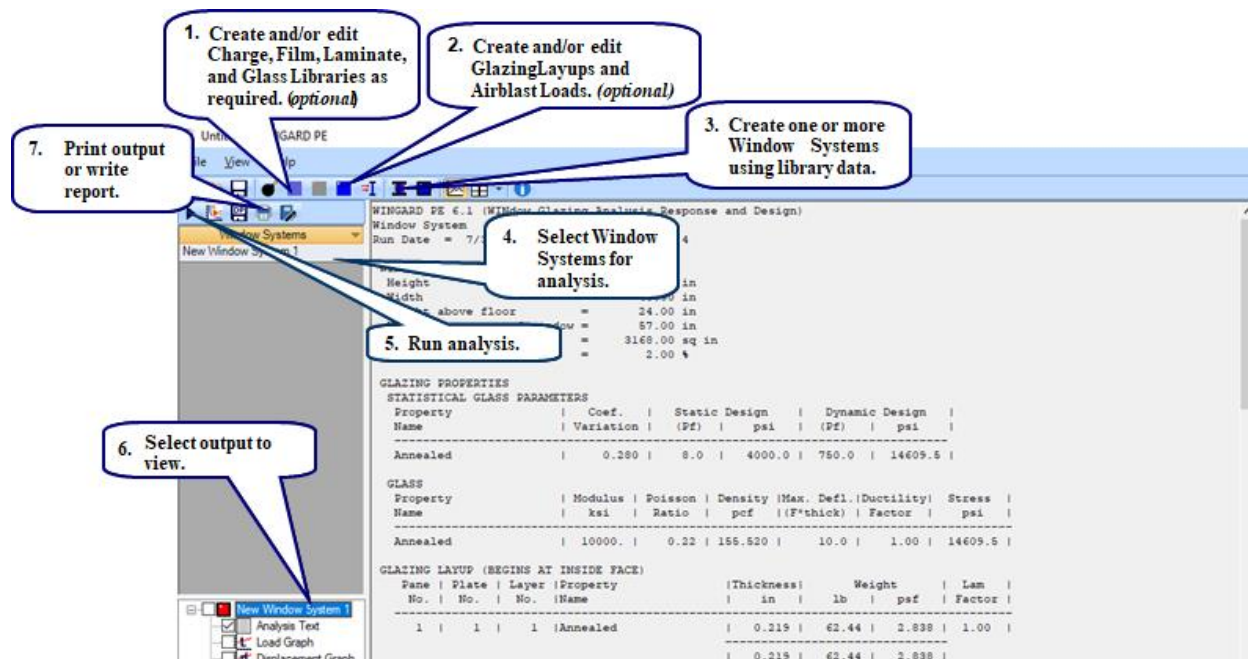 1. Create and/or edit
Charge, Film, Laminate,
and Glass Libraries as
required. (optional)
2. Create and/or edit
GlazingLayups and
Airblast Loads. (optional)
3. Create one or more
Window Systems
using library data.
7. Print output
or write
report.
GARD PE
View
WINGARD PE 6.1 (WINdow Glazing Analysis Response and Design)
Window System
Run Date = 7/
4
Window Systems
New Window System 1
4. Select Window
Systems for
analysis.
Height in
Width in
above floor = 24.00 in
= 57.00 in
= 3168.00 sq in
= 2.00 %
5. Run analysis.
GLAZING PROPERTIES
STATISTICAL GLASS PARAMETERS
Property | Coef. | Static Design | Dynamic Design |
Name | Variation | (Pf) | psi | (Pf) | psi |
Annealed | 0.280 | 8.0 | 4000.0 | 750.0 | 14609.5 |
6. Select output to
view.
GLASS
Property | Modulus | Poisson | Density |Max. Defl.|Ductility| Stress |
Name | ksi | Ratio | pcf |(F*thick) | Factor | psi |
Annealed | 10000. | 0.22 | 155.520 | 10.0 | 1.00 | 14609.5 |
GLAZING LAYUP (BEGINS AT INSIDE FACE)
Pane | Plate | Layer |Property |Thickness| Weight | Lam |
No. | No. | No. |Name | in | lb | psf | Factor |
1 | 1 | 1 |Annealed | 0.219 | 62.44 | 2.838 | 1.00 |
| 0.219 | 62.44 | 2.838 |
New Window System 1
Analysis Text
Load Graph
Displacement Graph